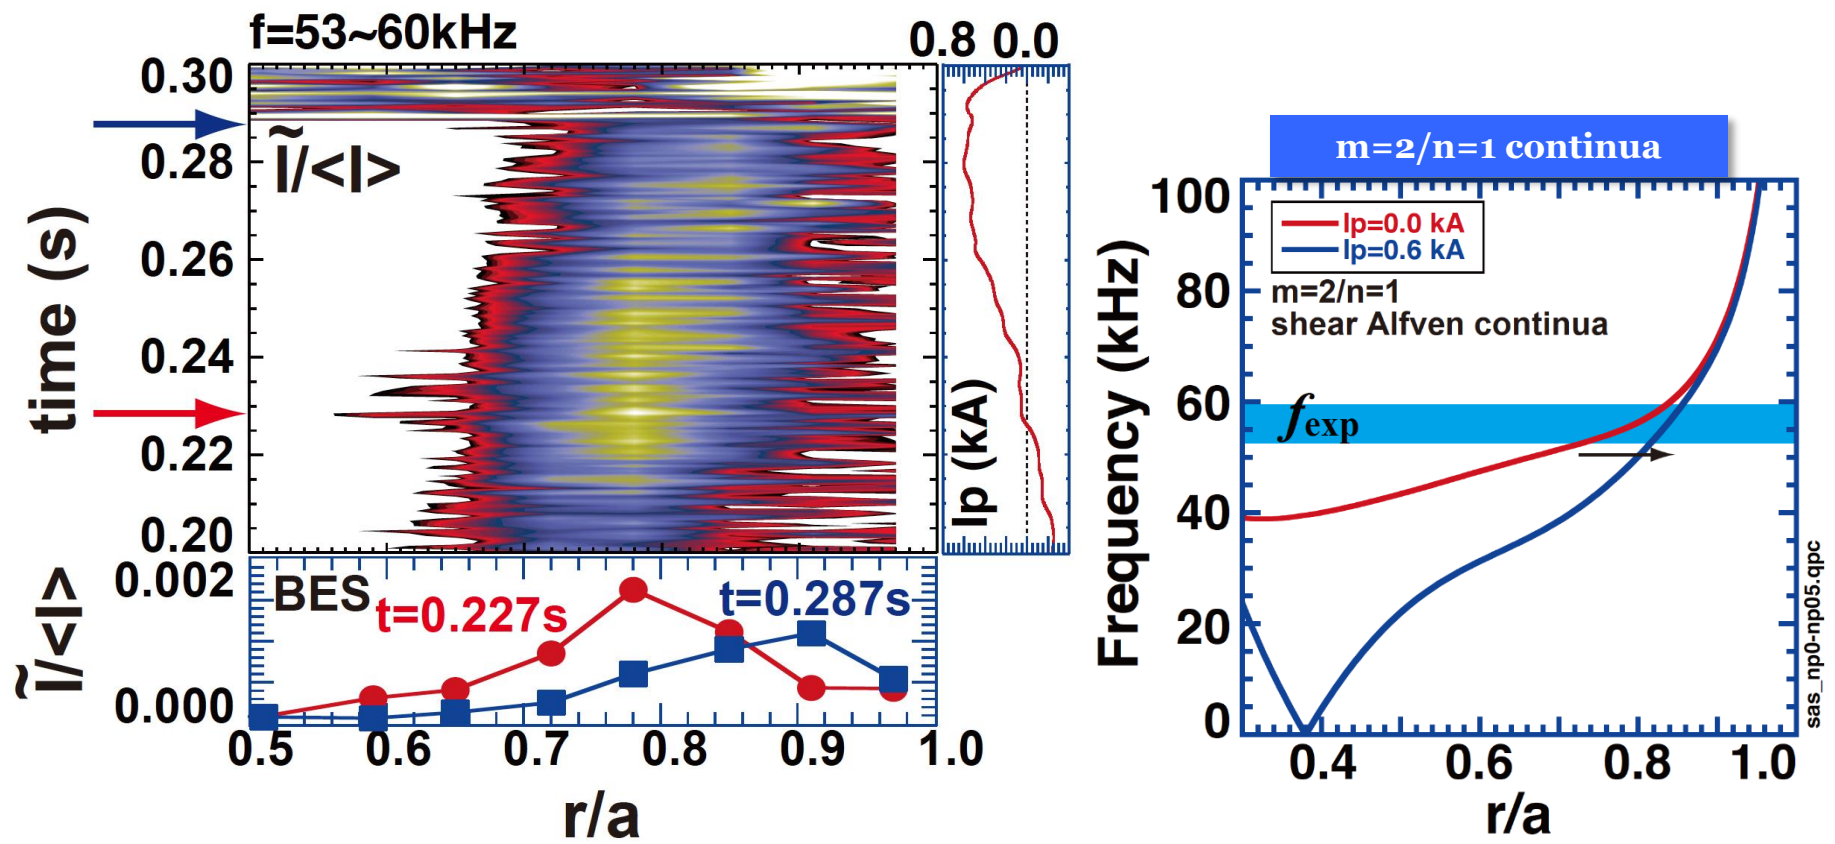 f=53~60kHz
0.8 0.0
0.30
0.28
0.26
0.24
0.22
0.20
time (s)
Ĩ/<I>
Ip (kA)
0.002
0.000
Ĩ/<I>
BES
t=0.227s
t=0.287s
0.5 0.6 0.7 0.8 0.9 1.0
r/a
m=2/n=1 continua
100
80
60
40
20
0
Frequency (kHz)
Ip=0.0 kA
Ip=0.6 kA
m=2/n=1
shear Alfven continua
fexp
sas_np0-np05.qpc
0.4 0.6 0.8 1.0
r/a